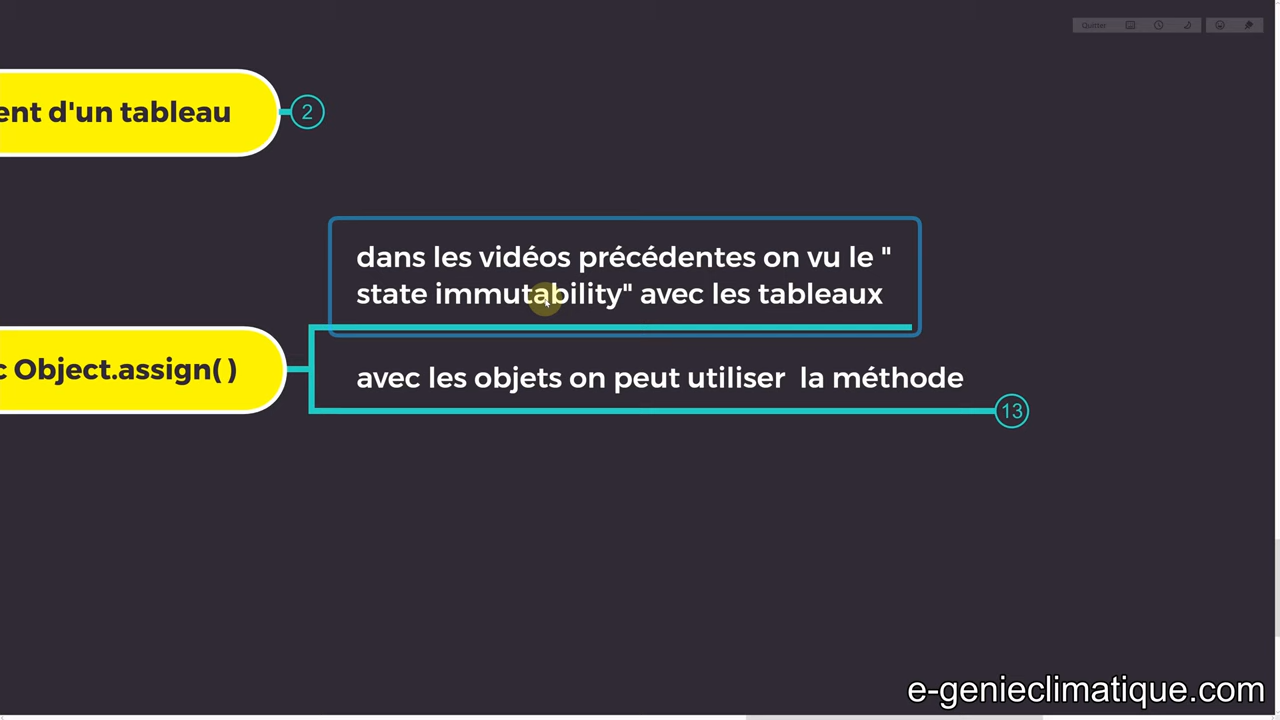 Quitter
ent d'un tableau
2
dans les vidéos précédentes on vu le "
state immutability" avec les tableaux
c Object.assign( )
avec les objets on peut utiliser  la méthode
13
e-genieclimatique.com